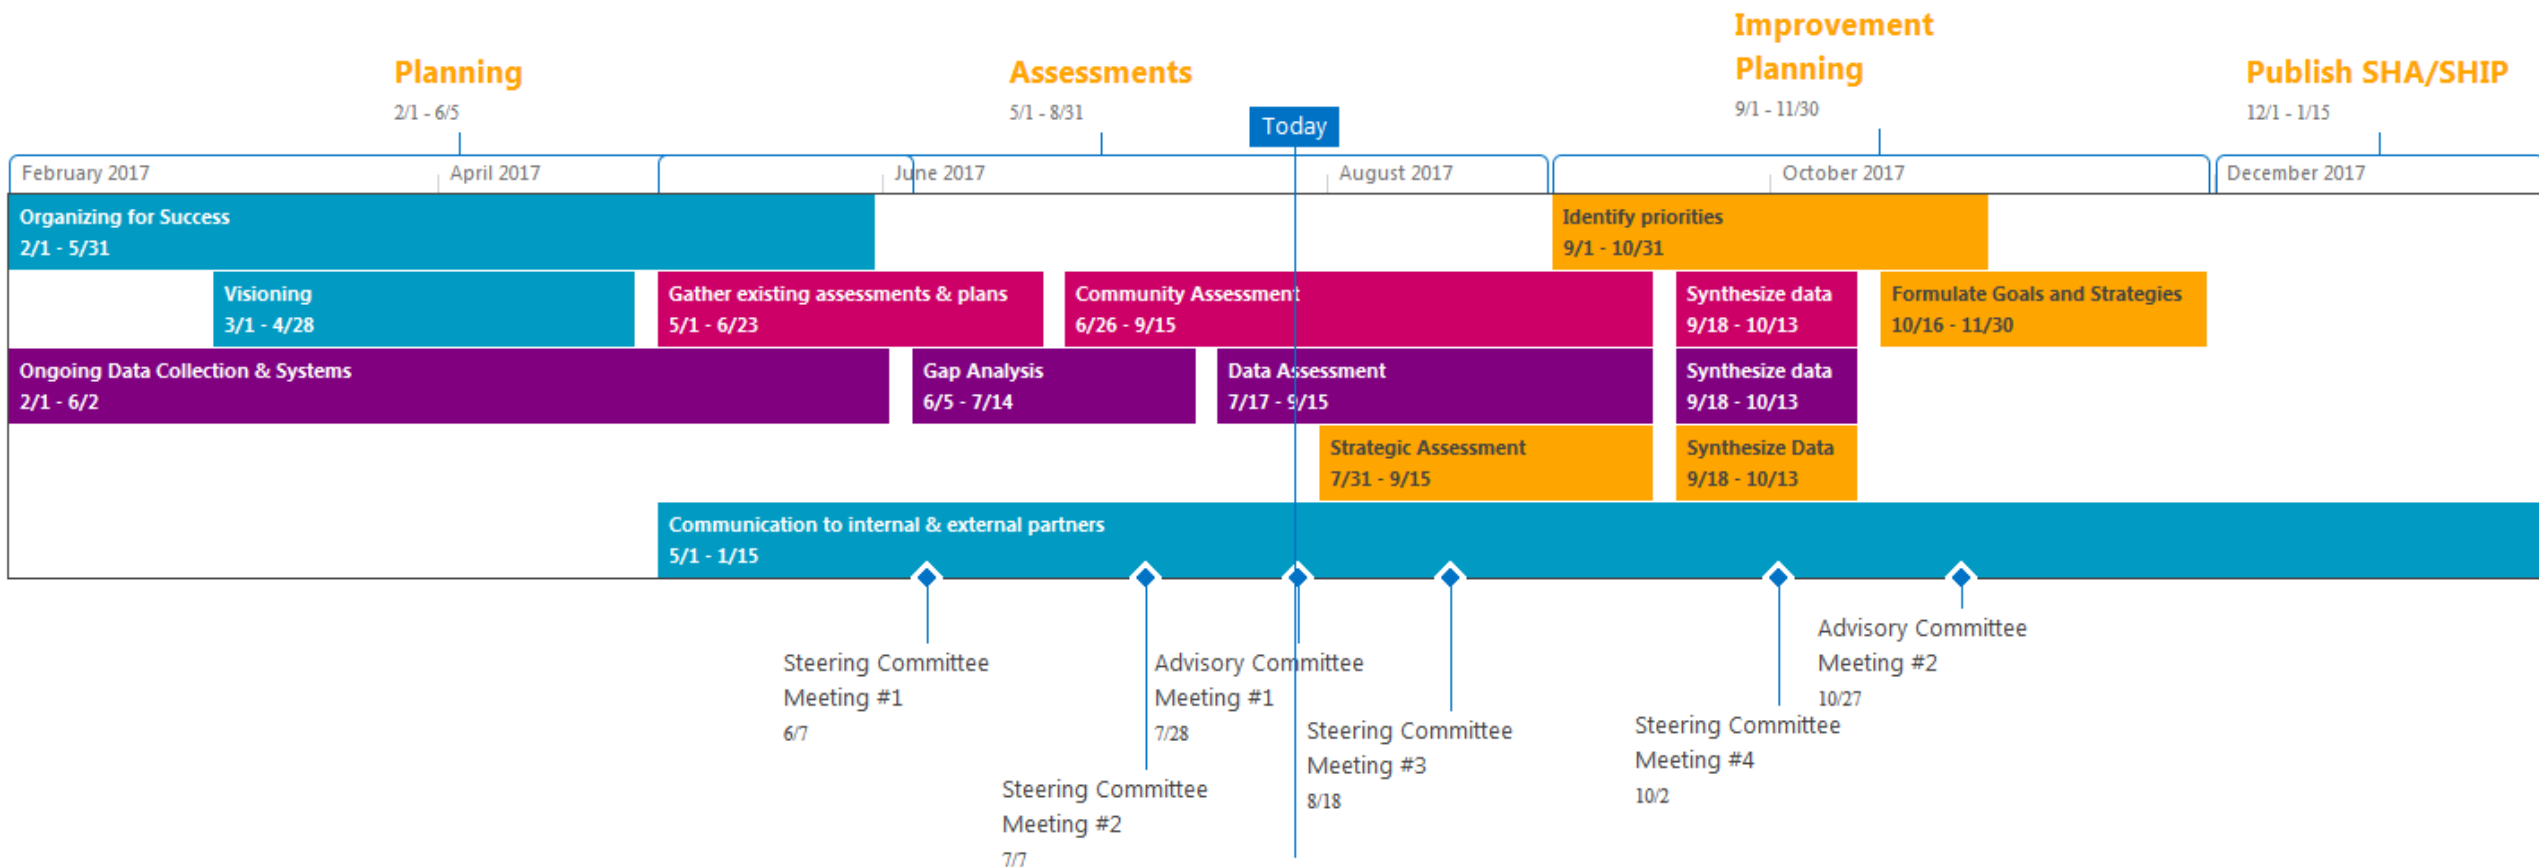 Planning
2/1 - 6/5
Assessments
5/1 - 8/31
Improvement
Planning
9/1 - 11/30
Publish SHA/SHIP
12/1 - 1/15
Today
February 2017
April 2017
June 2017
August 2017
October 2017
December 2017
Organizing for Success
2/1 - 5/31
Identify priorities
9/1 - 10/31
Visioning
3/1 - 4/28
Gather existing assessments & plans
5/1 - 6/23
Community Assessment
6/26 - 9/15
Synthesize data
9/18 - 10/13
Formulate Goals and Strategies
10/16 - 11/30
Ongoing Data Collection & Systems
2/1 - 6/2
Gap Analysis
6/5 - 7/14
Data Assessment
7/17 - 9/15
Synthesize data
9/18 - 10/13
Strategic Assessment
7/31 - 9/15
Synthesize Data
9/18 - 10/13
Communication to internal & external partners
5/1 - 1/15
Steering Committee
Meeting #1
6/7
Steering Committee
Meeting #2
7/7
Advisory Committee
Meeting #1
7/28
Steering Committee
Meeting #3
8/18
Steering Committee
Meeting #4
10/2
Advisory Committee
Meeting #2
10/27